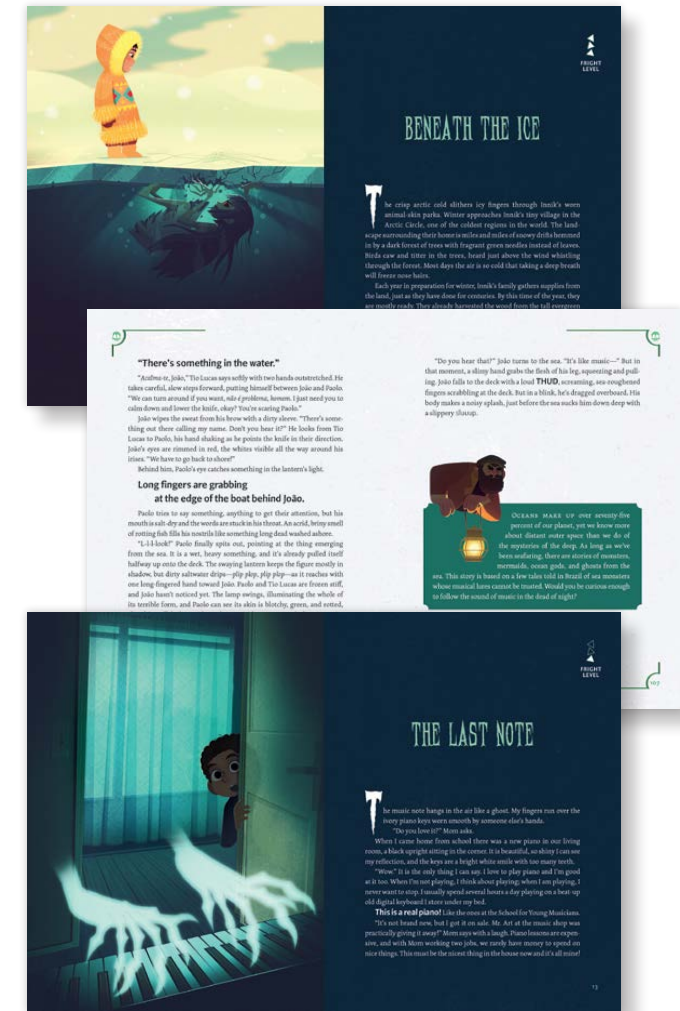 FRIGHT
LEVEL
BENEATH THE ICE
The crisp arctic cold slithers icy fingers through Innik's worn
animal-skin parka. Winter approaches Innik's tiny village in the
Arctic Circle, one of the coldest regions in the world. The land-
scape surrounding their home is miles and miles of snowy drifts hemmed
in by a dark forest of trees with fragrant green needles instead of leaves.
Birds caw and titter in the trees, heard just above the wind whistling
through the forest. Most days the air is so cold that taking a deep breath
will freeze nose hairs.
Each year in preparation for winter, Innik's family gathers supplies from
the land, just as they have done for centuries. By this time of the year, they
are mostly ready. They already harvested the wood from the tall evergreen
"There's something in the water."
"Acalma-te, João," Tio Lucas says softly with two hands outstretched. He
takes careful, slow steps forward, putting himself between João and Paolo.
"We can turn around if you want, não é problema, homem. I just need you to
calm down and lower the knife, okay? You're scaring Paolo."
João wipes the sweat from his brow with a dirty sleeve. "There's some-
thing out there calling my name. Don't you hear it?" He looks from Tio
Lucas to Paolo, his hand shaking as he points the knife in their direction.
João's eyes are rimmed in red, the whites visible all the way around his
irises. "We have to go back to shore!"
Behind him, Paolo's eye catches something in the lantern's light.
Long fingers are grabbing
at the edge of the boat behind João.
Paolo tries to say something, anything to get their attention, but his
mouth is salt-dry and the words are stuck in his throat. An acrid, briny smell
of rotting fish fills his nostrils like something long dead washed ashore.
"L-l-l-look!" Paolo finally spits out, pointing at the thing emerging
from the sea. It is a wet, heavy something, and it's already pulled itself
halfway up onto the deck. The swaying lantern keeps the figure mostly in
shadow, but dirty saltwater drips—plip plop, plip plop—as it reaches with
one long-fingered hand toward João. Paolo and Tio Lucas are frozen stiff,
and João hasn't noticed yet. The lamp swings, illuminating the whole of
its terrible form, and Paolo can see its skin is blotchy, green, and rotted,
"Do you hear that?" João turns to the sea. "It's like music—" But in
that moment, a slimy hand grabs the flesh of his leg, squeezing and pull-
ing. João falls to the deck with a loud THUD, screaming, sea-roughened
fingers scrabbling at the deck. But in a blink, he's dragged overboard. His
body makes a noisy splash, just before the sea sucks him down deep with
a slippery shluuup.
OCEANS MAKE UP over seventy-five
percent of our planet, yet we know more
about distant outer space than we do of
the mysteries of the deep. As long as we've
been seafaring, there are stories of monsters,
mermaids, ocean gods, and ghosts from the
sea. This story is based on a few tales told in Brazil of sea monsters
whose musical lures cannot be trusted. Would you be curious enough
to follow the sound of music in the dead of night?
107
FRIGHT
LEVEL
THE LAST NOTE
The music note hangs in the air like a ghost. My fingers run over the
ivory piano keys worn smooth by someone else's hands.
"Do you love it?" Mom asks.
When I came home from school there was a new piano in our living
room, a black upright sitting in the corner. It is beautiful, so shiny I can see
my reflection, and the keys are a bright white smile with too many teeth.
"Wow." It is the only thing I can say. I love to play piano and I'm good
at it too. When I'm not playing, I think about playing; when I am playing, I
never want to stop. I usually spend several hours a day playing on a beat-up
old digital keyboard I store under my bed.
This is a real piano! Like the ones at the School for Young Musicians.
"It's not brand new, but I got it on sale. Mr. Art at the music shop was
practically giving it away!" Mom says with a laugh. Piano lessons are expen-
sive, and with Mom working two jobs, we rarely have money to spend on
nice things. This must be the nicest thing in the house now and it's all mine!
13